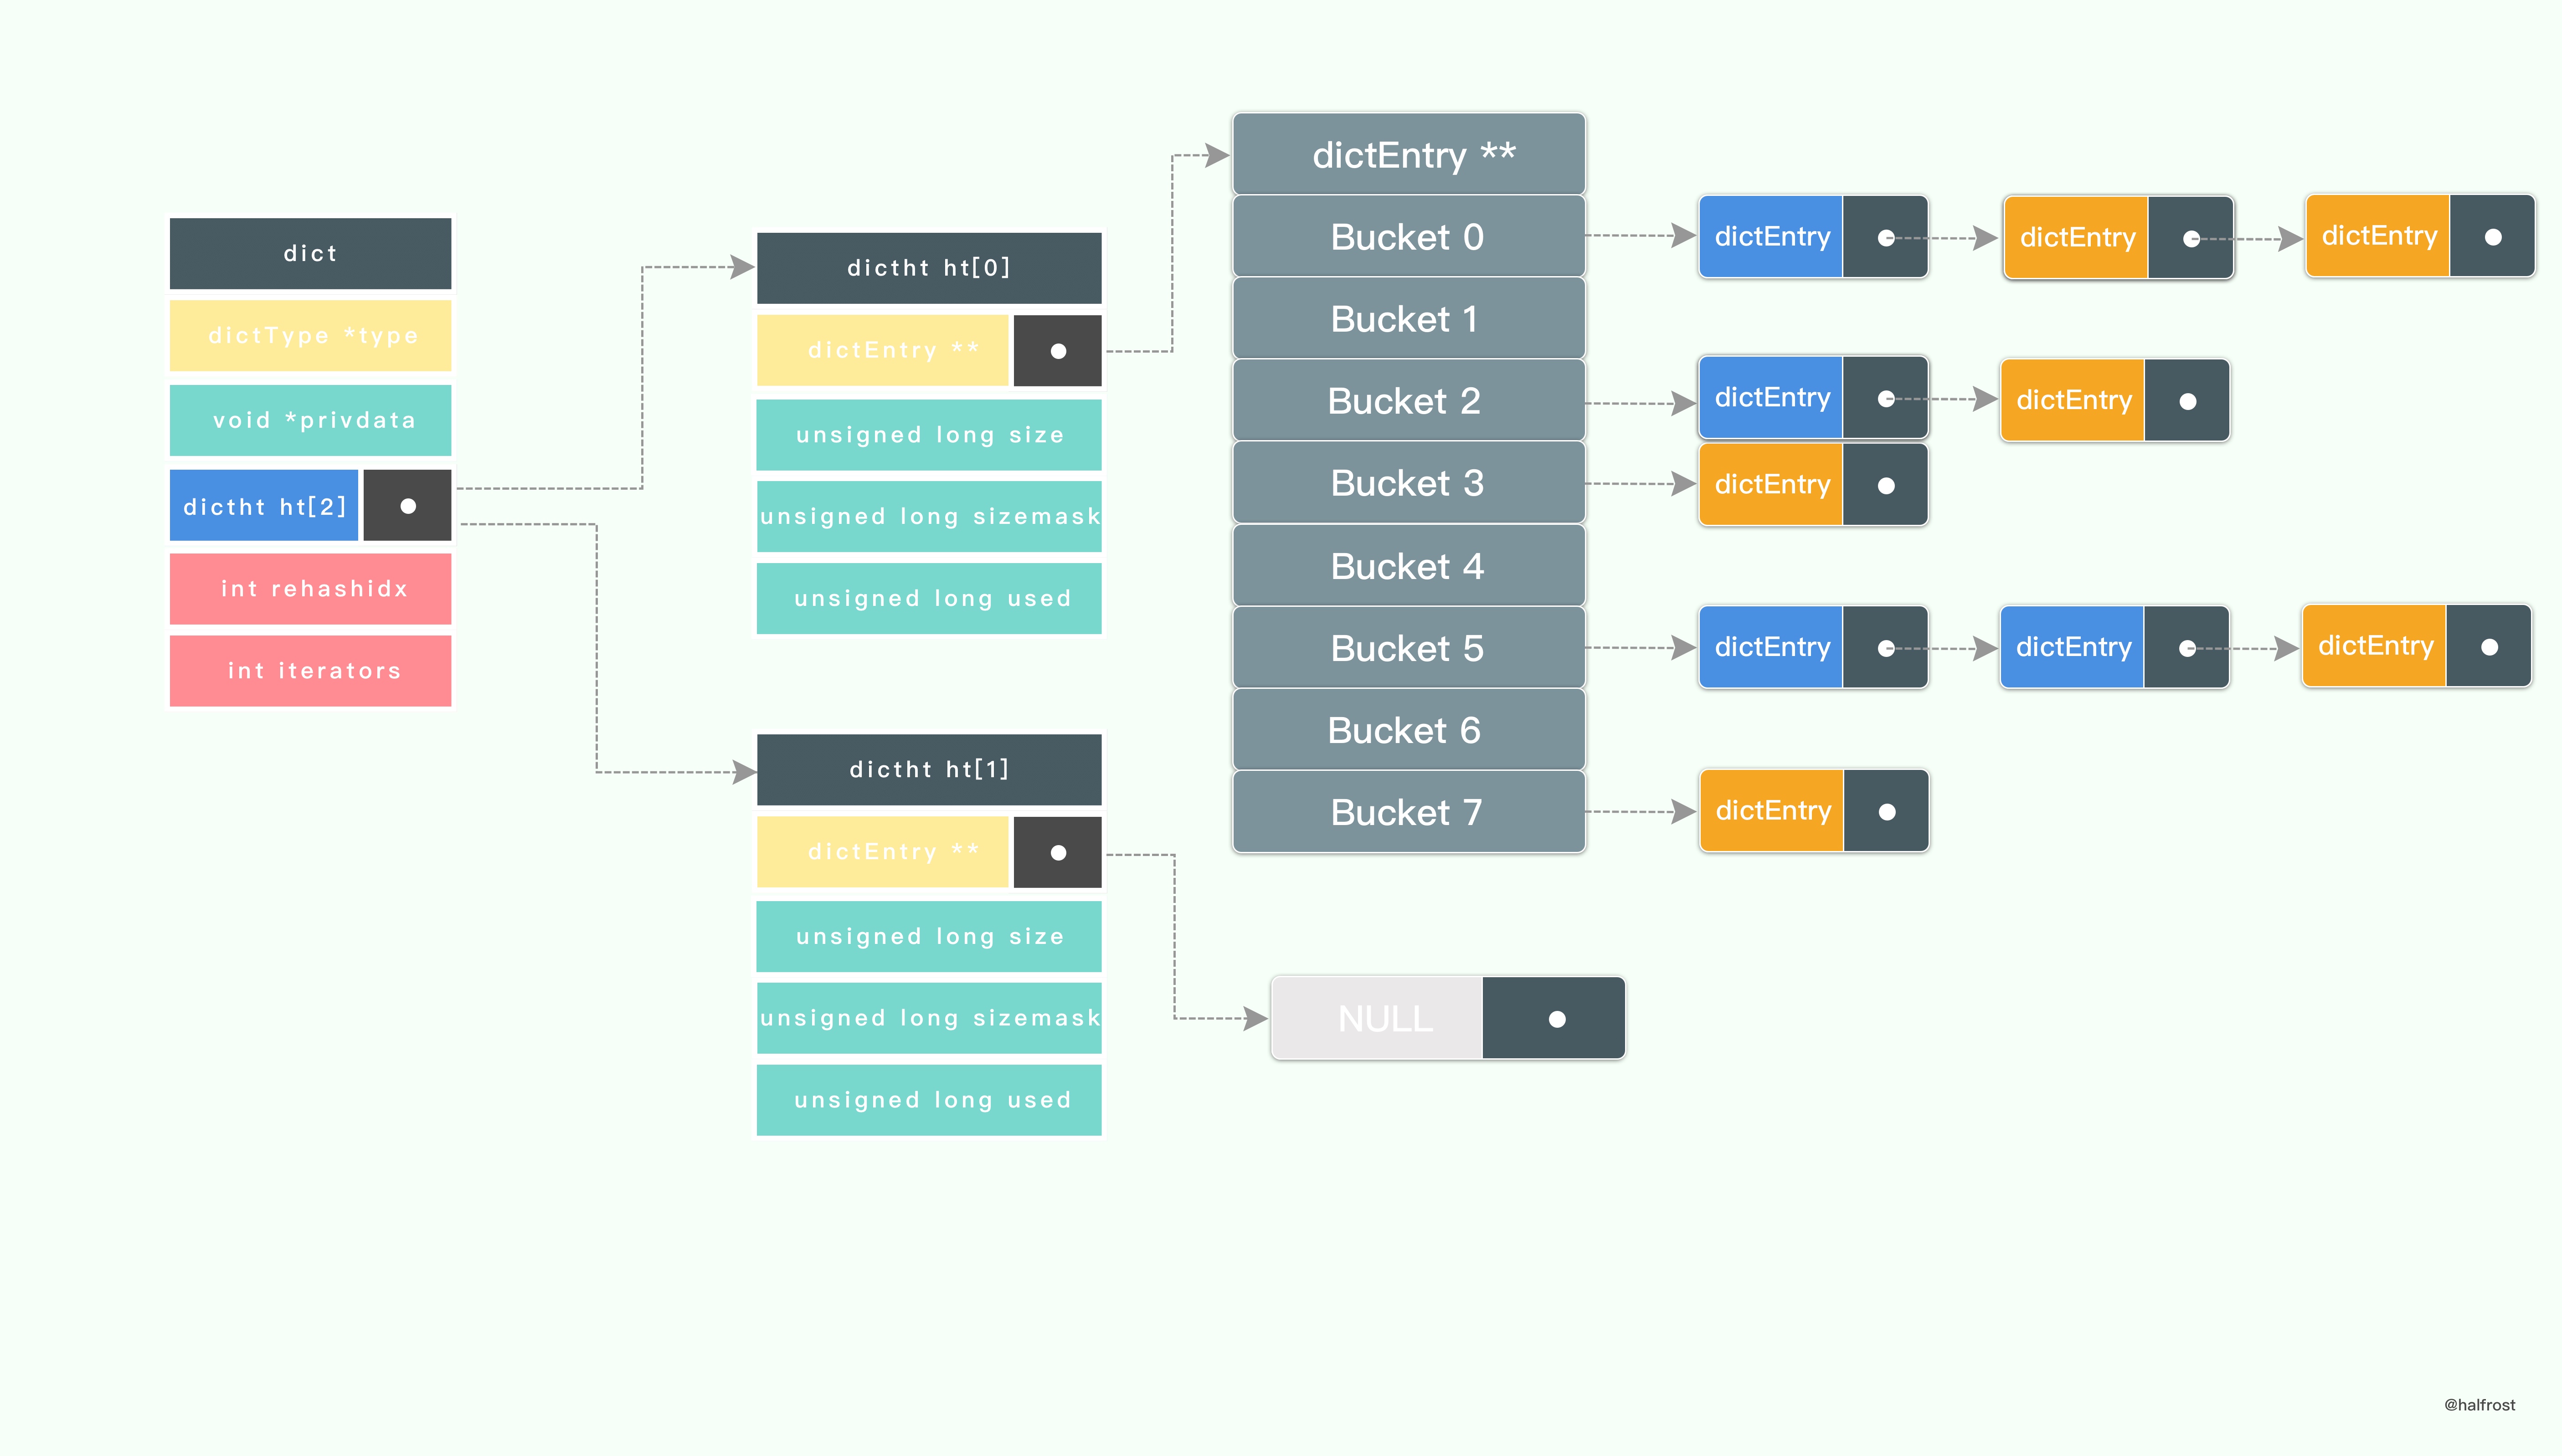 dict
dictType *type
void *privdata
dictht ht[2]
int rehashidx
int iterators
dictht ht[0]
dictEntry **
unsigned long size
unsigned long sizemask
unsigned long used
dictht ht[1]
dictEntry **
unsigned long size
unsigned long sizemask
unsigned long used
dictEntry **
Bucket 0
dictEntry
dictEntry
dictEntry
Bucket 1
Bucket 2
dictEntry
dictEntry
Bucket 3
dictEntry
Bucket 4
Bucket 5
dictEntry
dictEntry
dictEntry
Bucket 6
Bucket 7
dictEntry
NULL
@halfrost